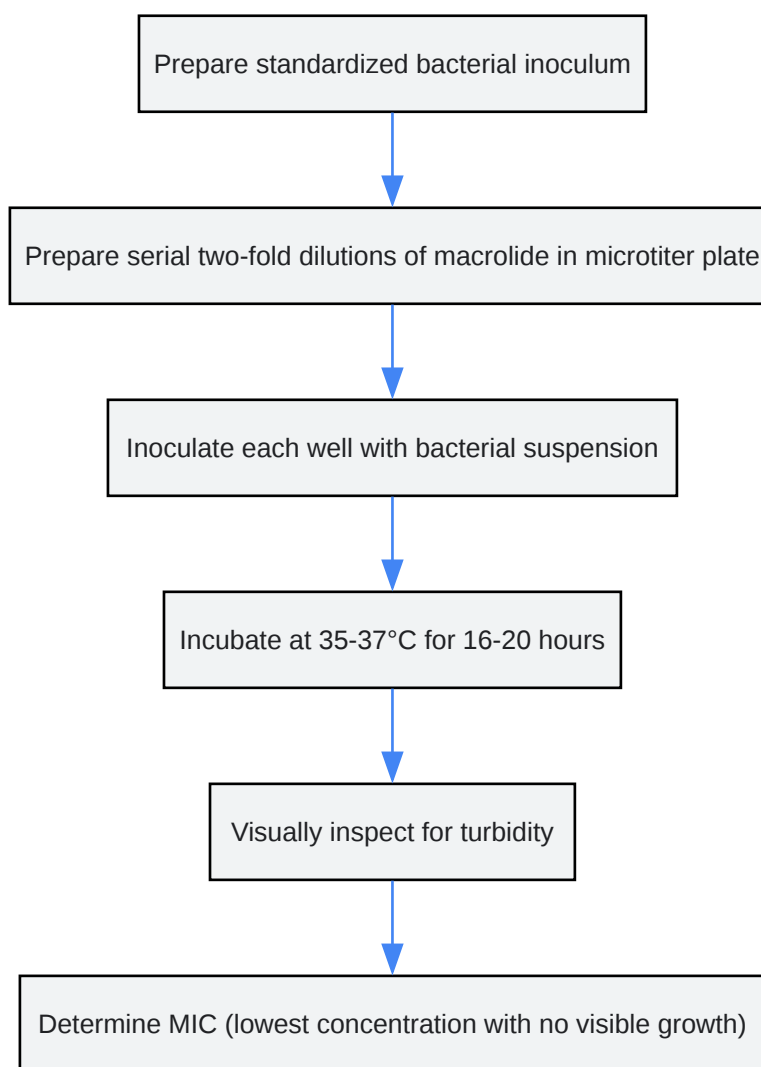 Prepare standardized bacterial inoculum
Prepare serial two-fold dilutions of macrolide in microtiter plate
Inoculate each well with bacterial suspension
Incubate at 35-37°C for 16-20 hours
Visually inspect for turbidity
Determine MIC (lowest concentration with no visible growth)